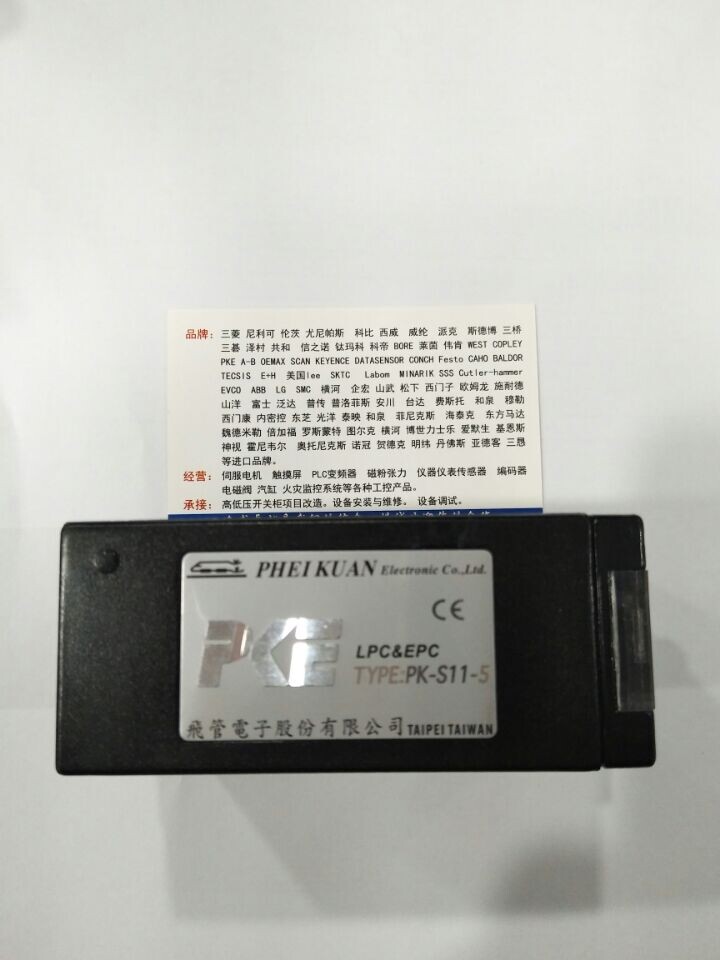 品牌: 三菱 尼利可 伦茨 尤尼帕斯 科比 西威 威纶 派克 斯德博 三桥
三碁 泽村 共和 信之诺 钛玛科 科帝 BORE 莱茵 伟肯 WEST COPLEY
PKE A-B OEMAX SCAN KEYENCE DATASENSOR CONCH Festo CAHO BALDOR
TECSIS E+H 美国lee SKTC Labom MINARIK SSS Cutler-hammer
EVCO ABB LG SMC 横河 企宏 山武 松下 西门子 欧姆龙 施耐德
山洋 富士 泛达 普传 普洛菲斯 安川 台达 费斯托 和泉 穆勒
西门康 内密控 东芝 光洋 泰映 和泉 菲尼克斯 海泰克 东方马达
魏德米勒 倍加福 罗斯蒙特 图尔克 横河 博世力士乐 爱默生 基恩斯
神视 霍尼韦尔 奥托尼克斯 诺冠 贺德克 明纬 丹佛斯 亚德客 三恳
等进口品牌。
经营: 伺服电机 触摸屏 PLC变频器 磁粉张力 仪器仪表传感器 编码器
电磁阀 汽缸 火灾监控系统等各种工控产品。
承接: 高低压开关柜项目改造。设备安装与维修。 设备调试。
PHEI KUAN Electronic Co.,Ltd.
CE
PKE
LPC&EPC
TYPE:PK-S11-5
飛管電子股份有限公司 TAIPEI TAIWAN